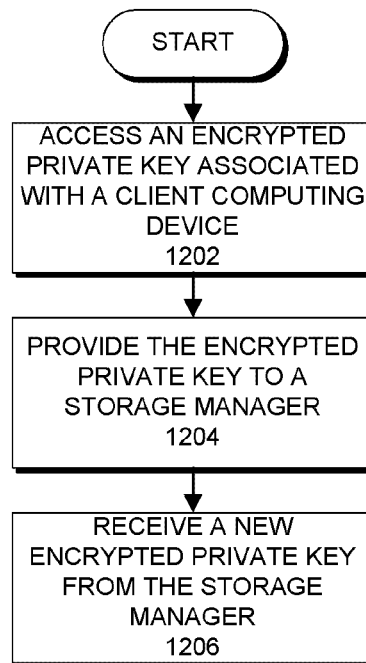 START
ACCESS AN ENCRYPTED
PRIVATE KEY ASSOCIATED
WITH A CLIENT COMPUTING
DEVICE
1202
PROVIDE THE ENCRYPTED
PRIVATE KEY TO A
STORAGE MANAGER
1204
RECEIVE A NEW
ENCRYPTED PRIVATE KEY
FROM THE STORAGE
MANAGER
1206